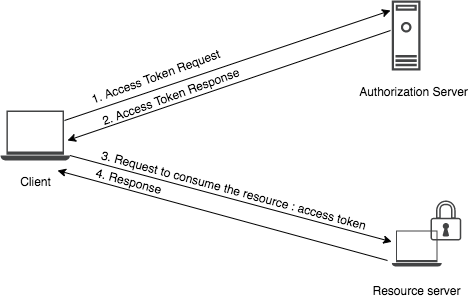 1. Access Token Request
2. Access Token Response
Authorization Server
Client
3. Request to consume the resource : access token
4. Response
Resource server